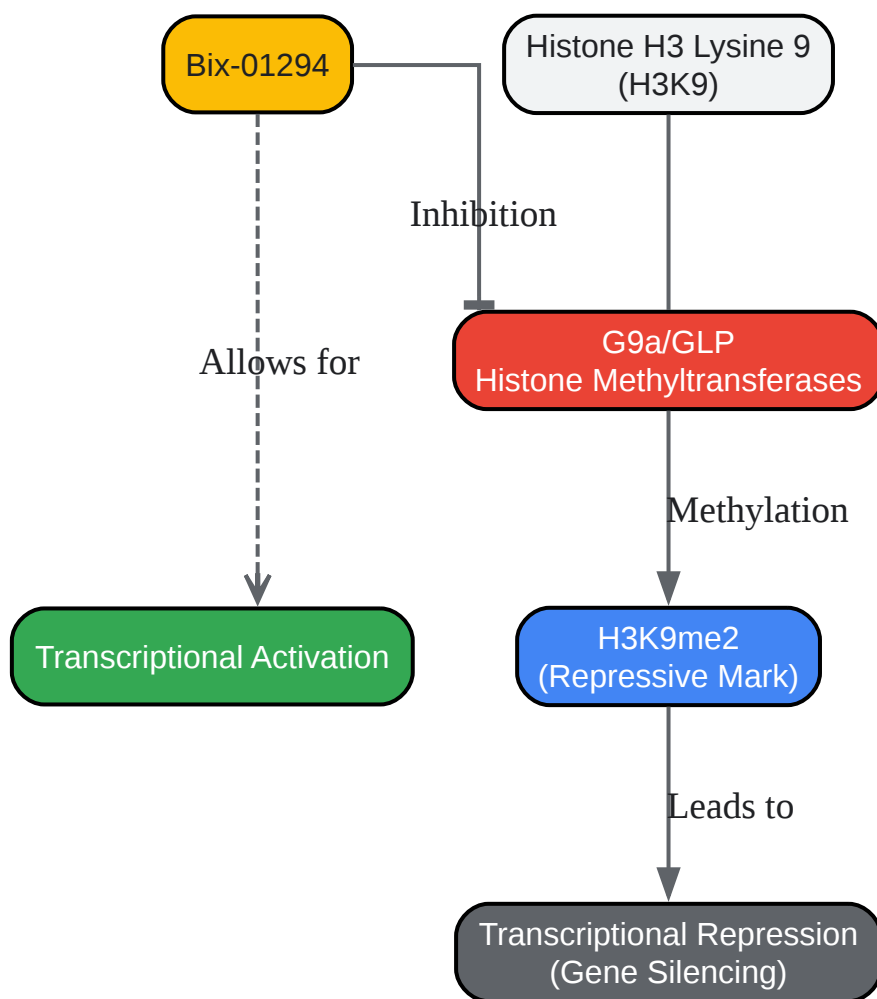 Bix-01294
Histone H3 Lysine 9
(H3K9)
Inhibition
G9a/GLP
Histone Methyltransferases
Allows for
Methylation
Transcriptional Activation
H3K9me2
(Repressive Mark)
Leads to
Transcriptional Repression
(Gene Silencing)